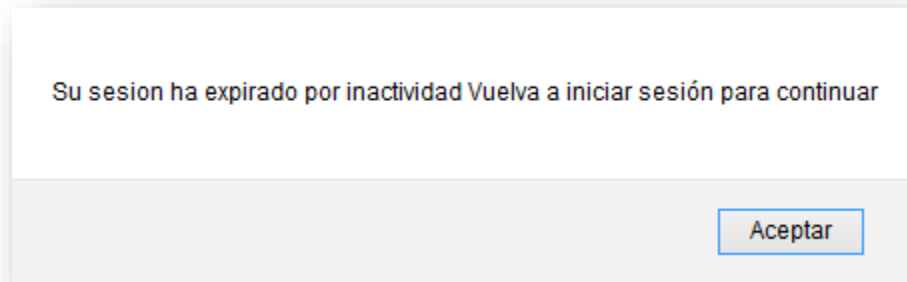 Su sesion ha expirado por inactividad Vuelva a iniciar sesión para continuar
Aceptar